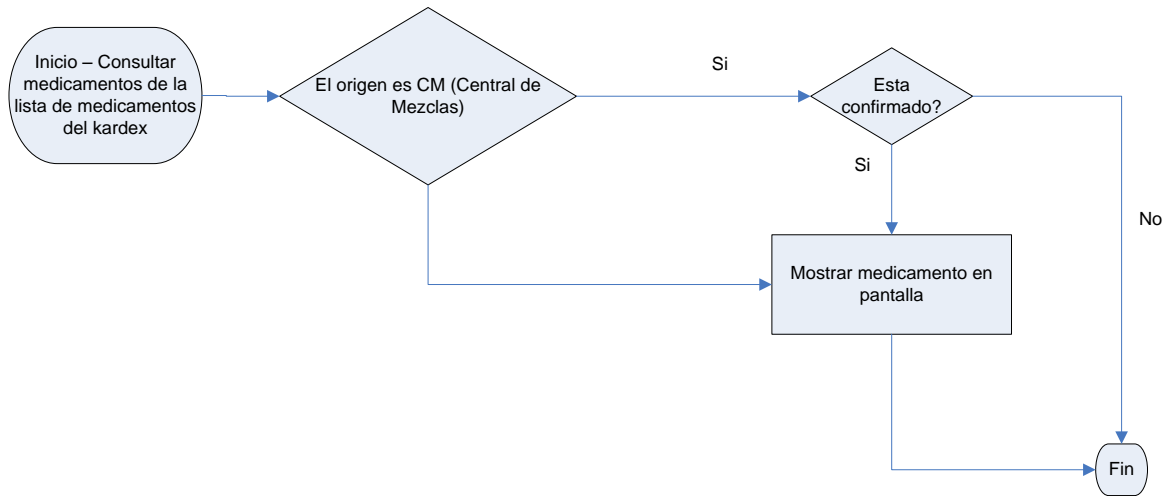 Inicio – Consultar
medicamentos de la
lista de medicamentos
del kardex
El origen es CM (Central de
Mezclas)
Si
Esta
confirmado?
Si
No
Mostrar medicamento en
pantalla
Fin